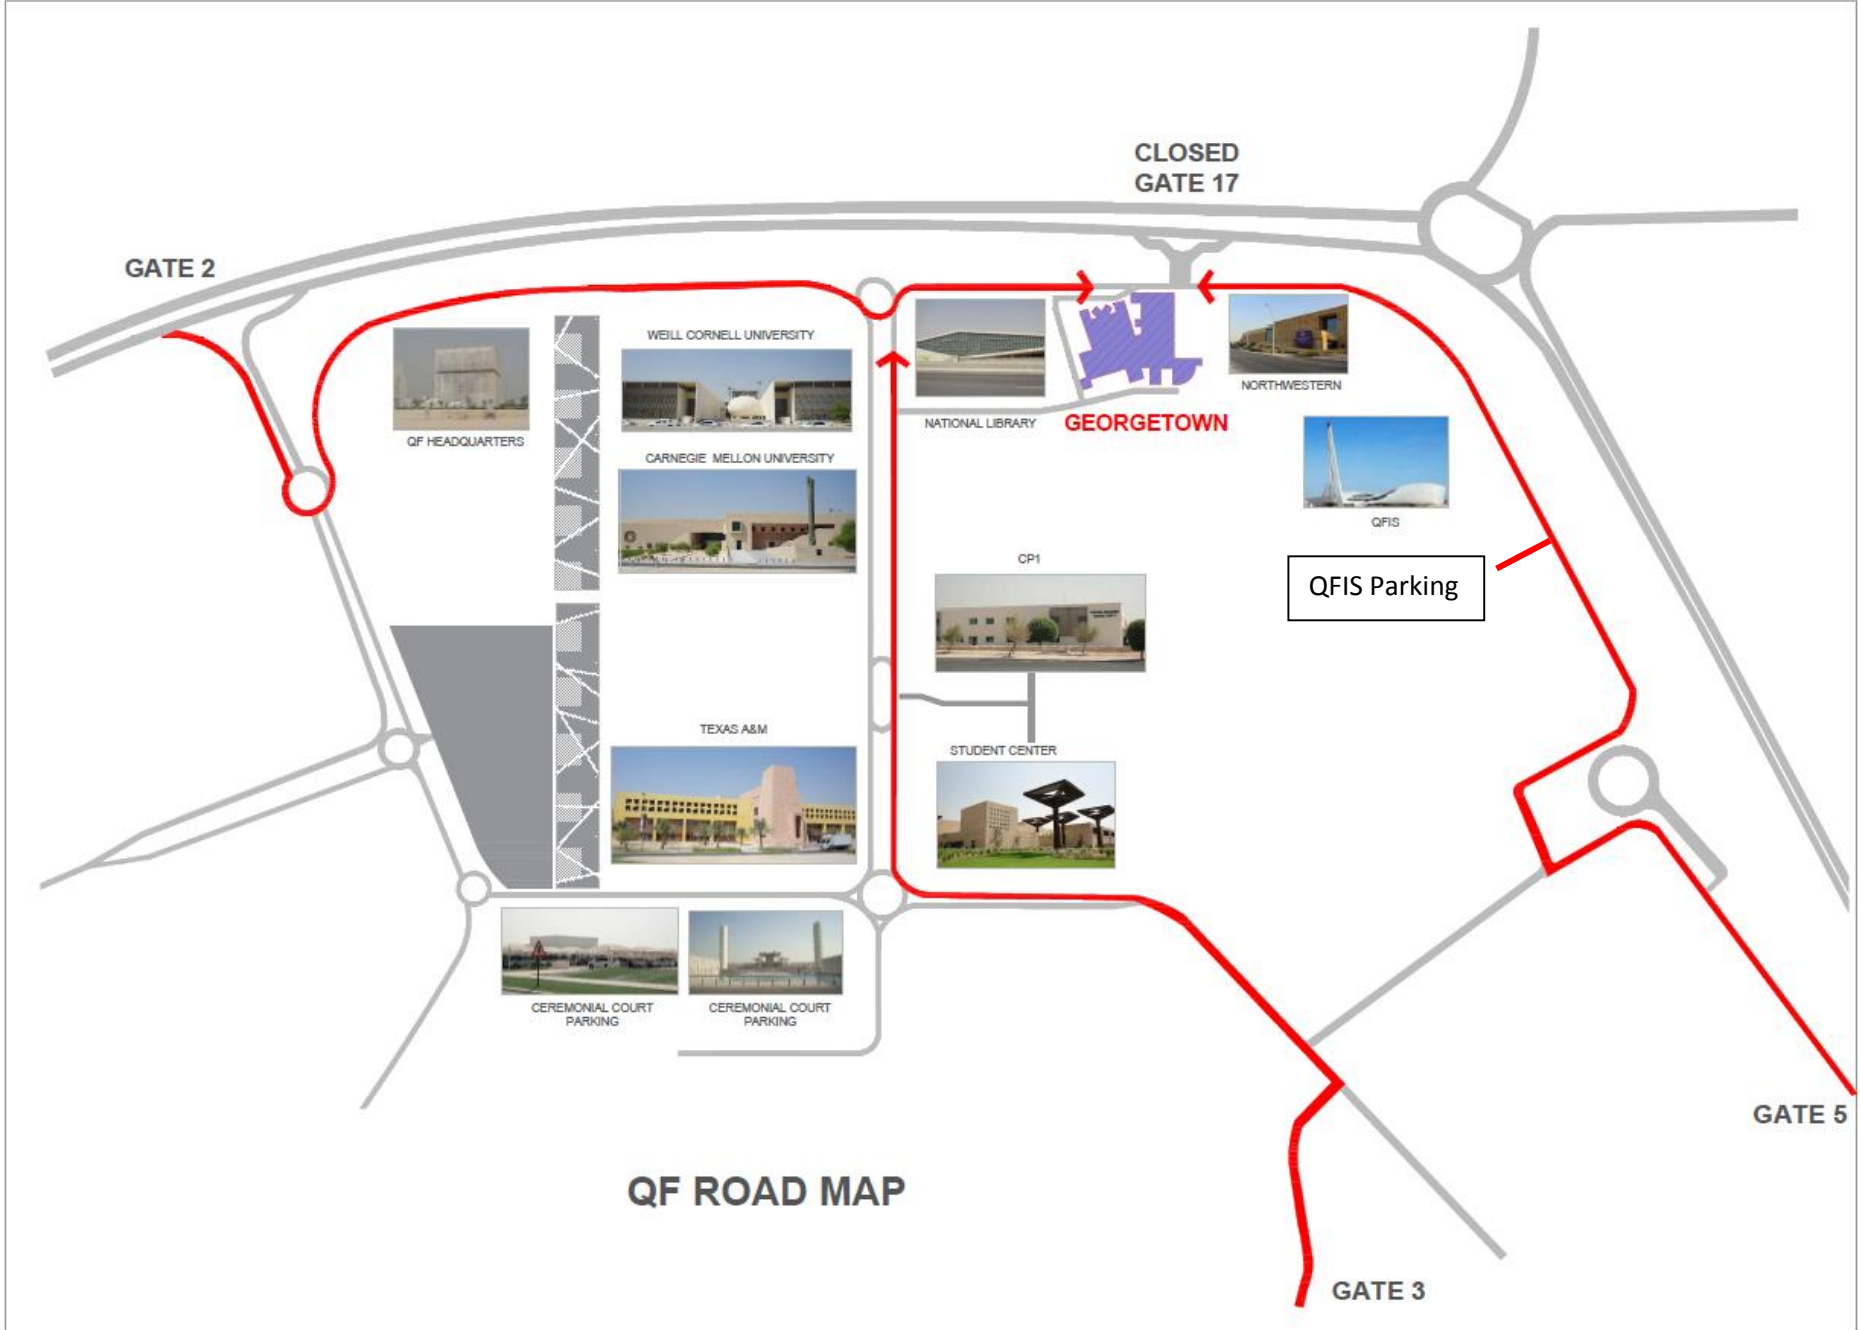 CLOSED
GATE 17
GATE 2
WEILL CORNELL UNIVERSITY
QF HEADQUARTERS
CARNEGIE MELLON UNIVERSITY
NATIONAL LIBRARY
GEORGETOWN
NORTHWESTERN
QFIS
QFIS Parking
CP1
TEXAS A&M
STUDENT CENTER
CEREMONIAL COURT
PARKING
CEREMONIAL COURT
PARKING
GATE 5
QF ROAD MAP
GATE 3